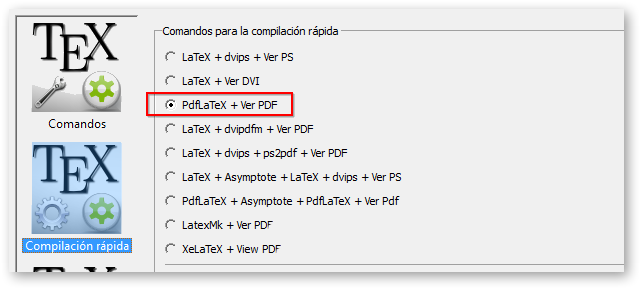 TEX
Comandos
TEX
Compilación rápida
Comandos para la compilación rápida
LaTeX + dvips + Ver PS
LaTeX + Ver DVI
PdfLaTeX + Ver PDF
LaTeX + dvipdfm + Ver PDF
LaTeX + dvips + ps2pdf + Ver PDF
LaTeX + Asymptote + LaTeX + dvips + Ver PS
PdfLaTeX + Asymptote + PdfLaTeX + Ver Pdf
LatexMk + Ver PDF
XeLaTeX + View PDF